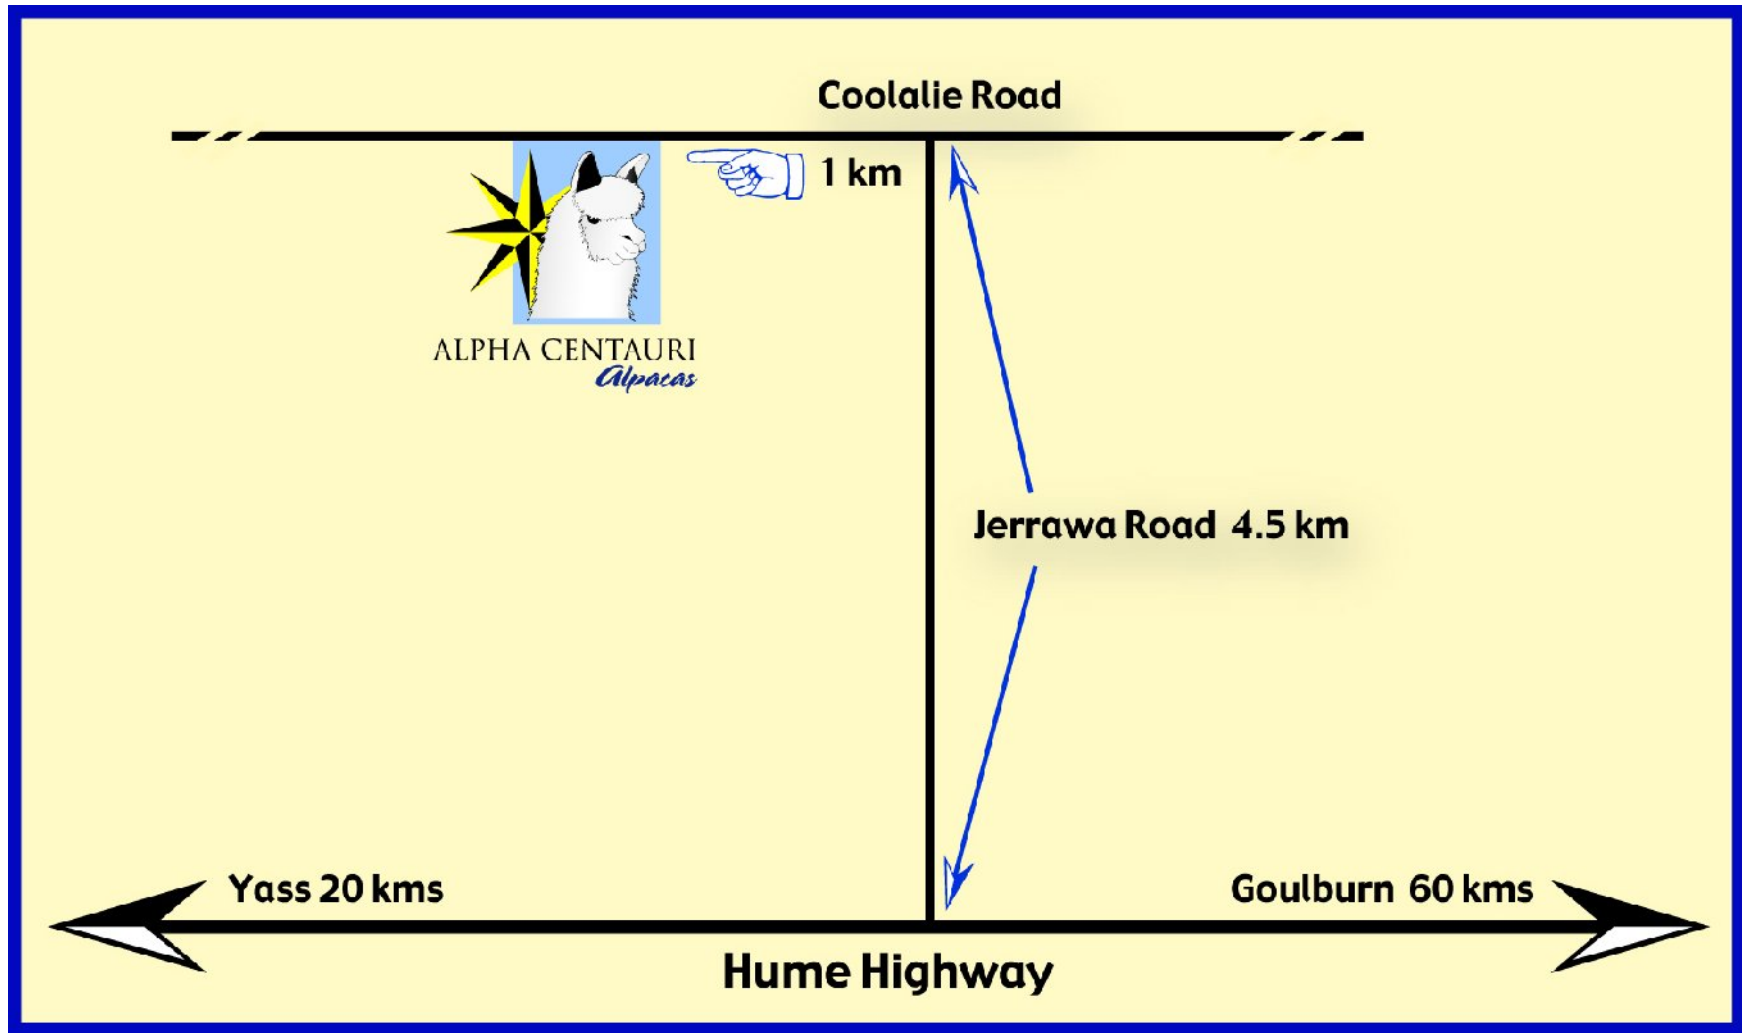 Coolalie Road
1 km
ALPHA CENTAURI
Alpacas
Jerrawa Road 4.5 km
Yass 20 kms
Goulburn 60 kms
Hume Highway